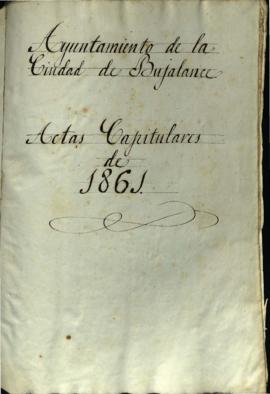 Ayuntamiento de la
Ciudad de Bujalance
Actas Capitulares
de
1861.